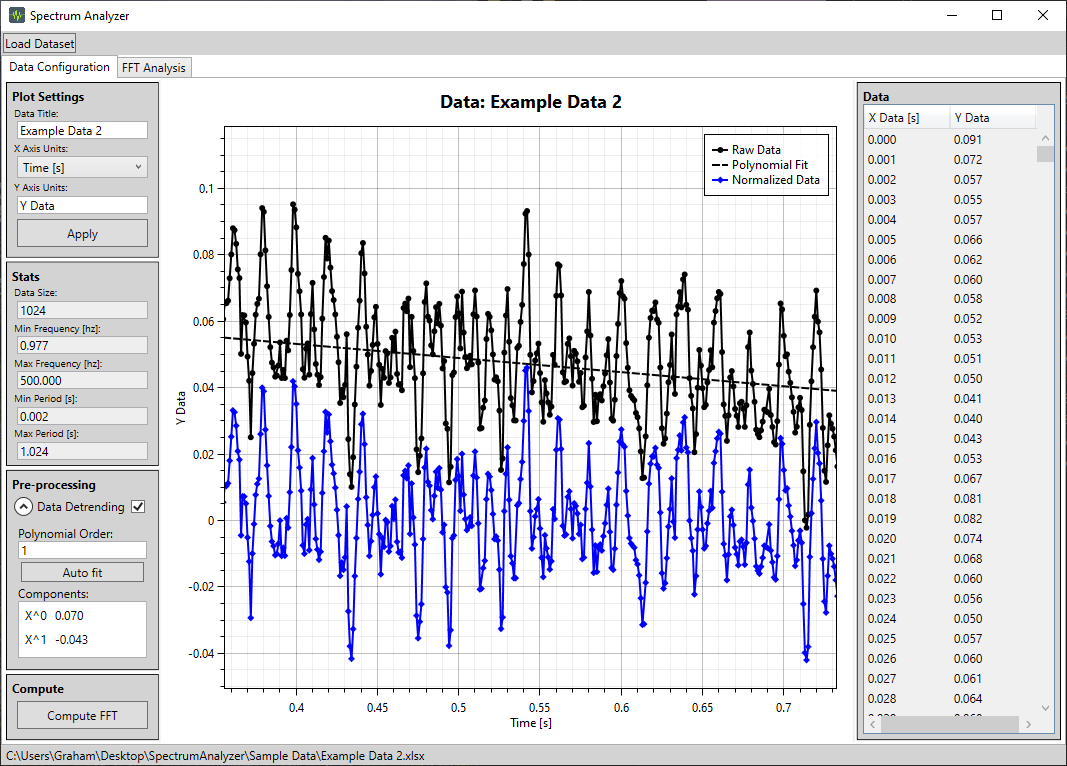 Spectrum Analyzer
Load Dataset
Data Configuration
FFT Analysis
Plot Settings
Data Title:
Example Data 2
X Axis Units:
Time [s]
Y Axis Units:
Y Data
Apply
Stats
Data Size:
1024
Min Frequency [hz]:
0.977
Max Frequency [hz]:
500.000
Min Period [s]:
0.002
Max Period [s]:
1.024
Pre-processing
Data Detrending
Polynomial Order:
1
Auto fit
Components:
X^0 0.070
X^1 -0.043
Compute
Compute FFT
Data: Example Data 2
Raw Data
Polynomial Fit
Normalized Data
Y Data
0.1
0.08
0.06
0.04
0.02
0
-0.02
-0.04
0.4 0.45 0.5 0.55 0.6 0.65 0.7
Time [s]
Data
X Data [s] Y Data
0.000 0.091
0.001 0.072
0.002 0.057
0.003 0.055
0.004 0.057
0.005 0.066
0.006 0.062
0.007 0.060
0.008 0.058
0.009 0.052
0.010 0.053
0.011 0.051
0.012 0.050
0.013 0.041
0.014 0.040
0.015 0.043
0.016 0.053
0.017 0.067
0.018 0.081
0.019 0.082
0.020 0.074
0.021 0.068
0.022 0.060
0.023 0.056
0.024 0.050
0.025 0.057
0.026 0.060
0.027 0.061
0.028 0.064
C:\Users\Graham\Desktop\SpectrumAnalyzer\Sample Data\Example Data 2.xlsx